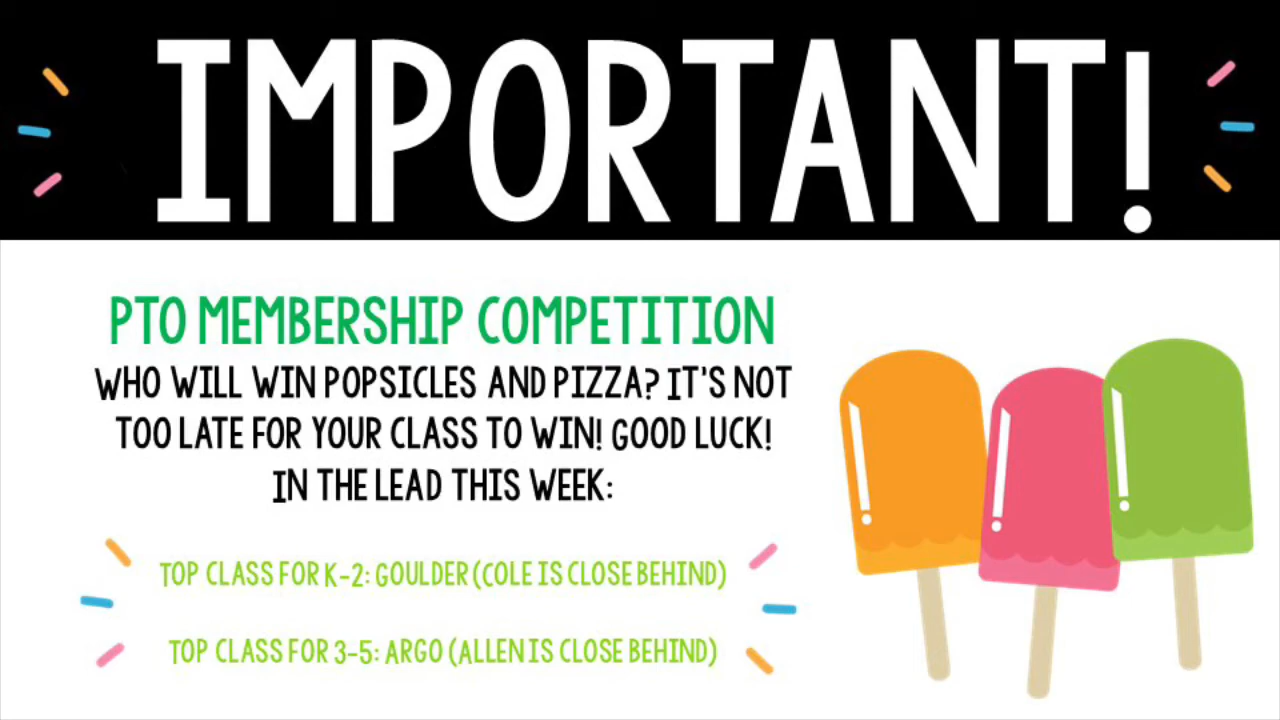 IMPORTANT!
PTO MEMBERSHIP COMPETITION
WHO WILL WIN POPSICLES AND PIZZA? IT'S NOT
TOO LATE FOR YOUR CLASS TO WIN! GOOD LUCK!
IN THE LEAD THIS WEEK:
TOP CLASS FOR K-2: GOULDER (COLE IS CLOSE BEHIND)
TOP CLASS FOR 3-5: ARGO (ALLEN IS CLOSE BEHIND)